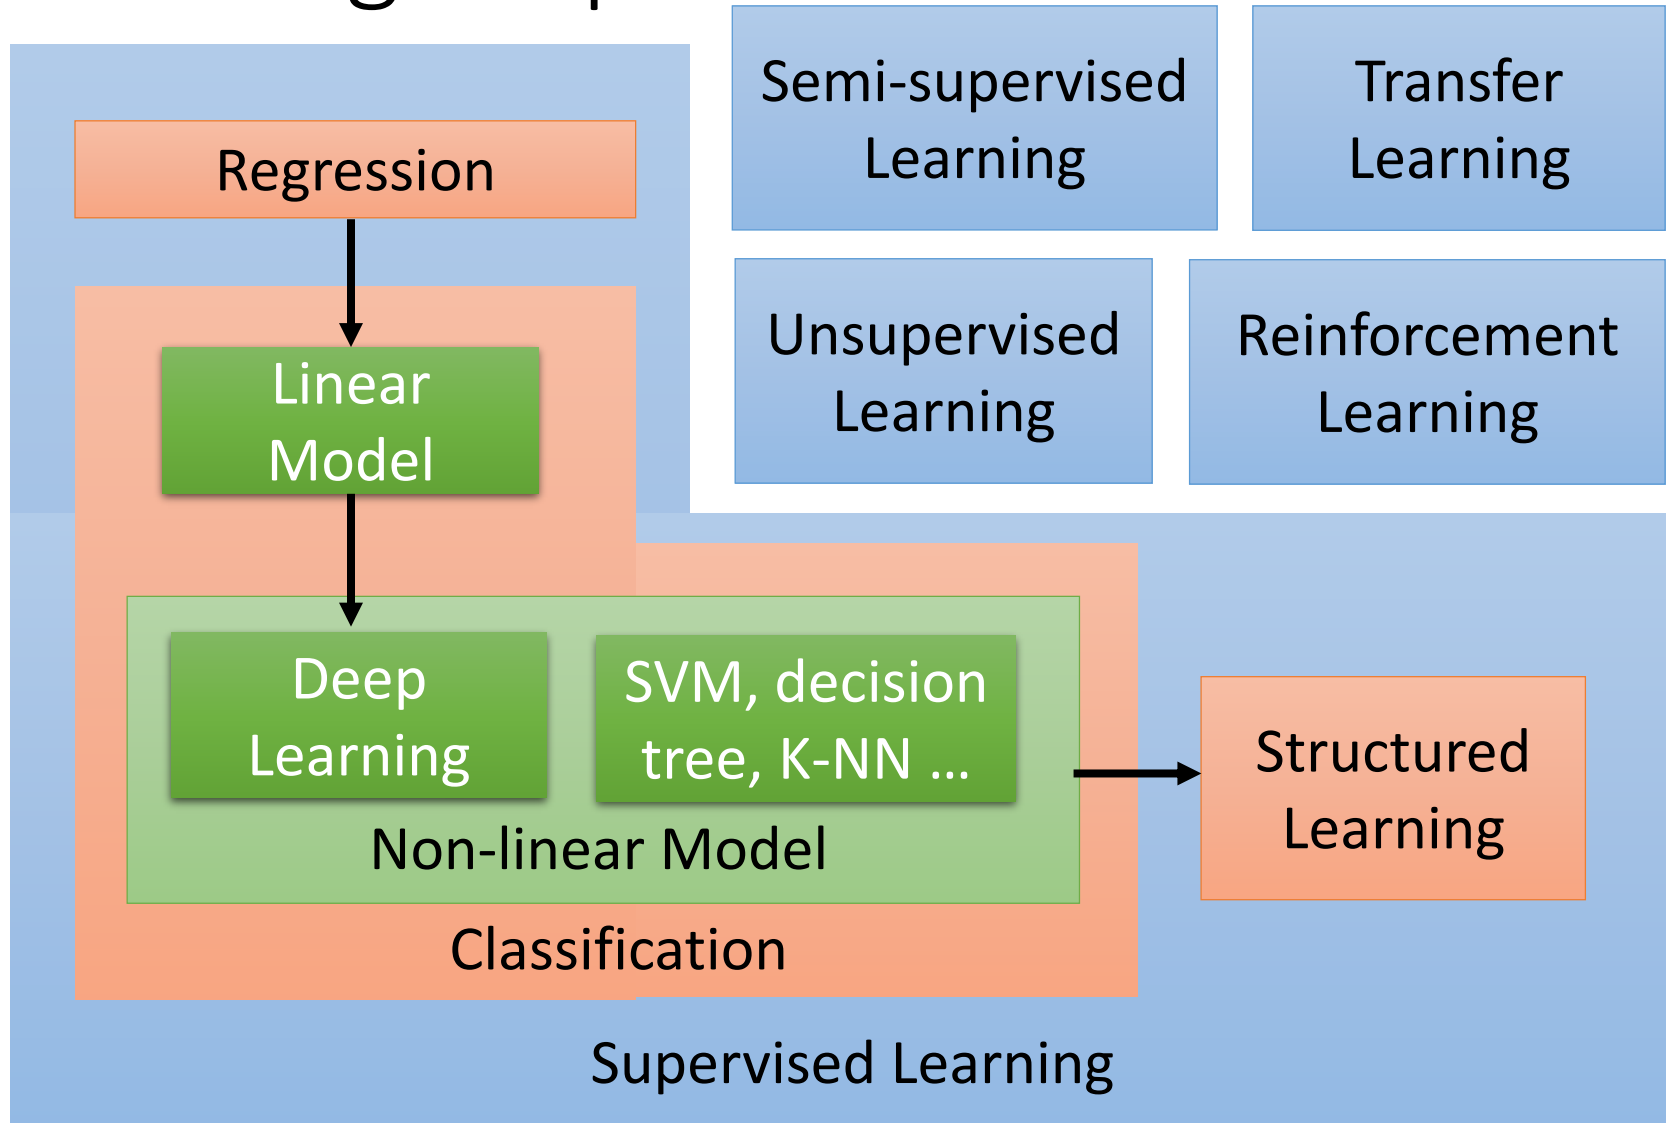 Semi-supervised
Learning
Transfer
Learning
Regression
Unsupervised
Learning
Reinforcement
Learning
Linear
Model
Deep
Learning
SVM, decision
tree, K-NN ...
Non-linear Model
Structured
Learning
Classification
Supervised Learning